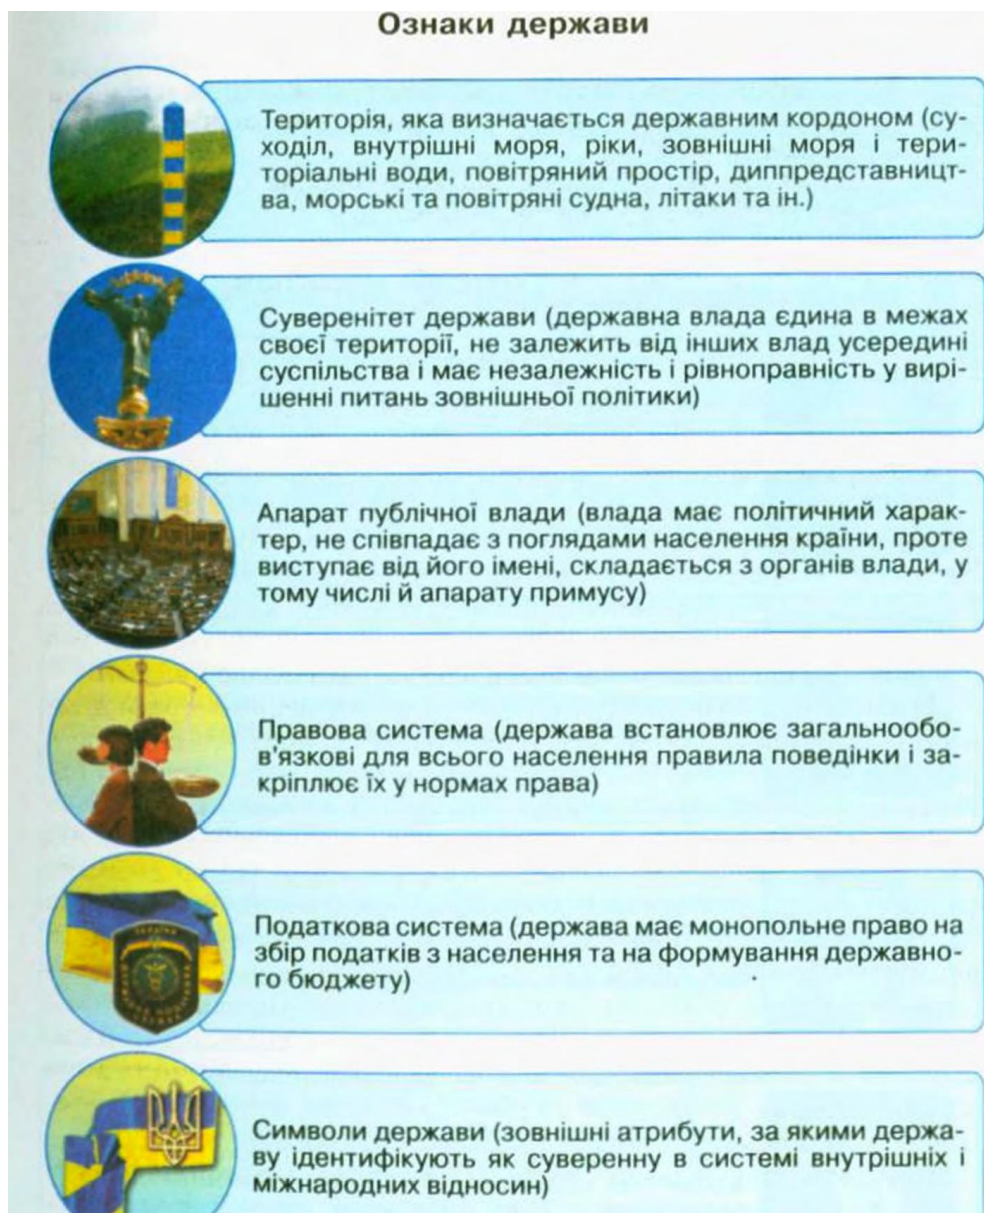 Ознаки держави
Територія, яка визначається державним кордоном (су-
ходіл, внутрішні моря, ріки, зовнішні моря і тери-
торіальні води, повітряний простір, диппредставницт-
ва, морські та повітряні судна, літаки та ін.)
Суверенітет держави (державна влада єдина в межах
своєї території, не залежить від інших влад усередині
суспільства і має незалежність і рівноправність у вирі-
шенні питань зовнішньої політики)
Апарат публічної влади (влада має політичний харак-
тер, не співпадає з поглядами населення країни, проте
виступає від його імені, складається з органів влади, у
тому числі й апарату примусу)
Правова система (держава встановлює загальнообо-
в'язкові для всього населення правила поведінки і за-
кріплює їх у нормах права)
Податкова система (держава має монопольне право на
збір податків з населення та на формування державно-
го бюджету)
УКРАЇНА
Символи держави (зовнішні атрибути, за якими держа-
ву ідентифікують як суверенну в системі внутрішніх і
міжнародних відносин)